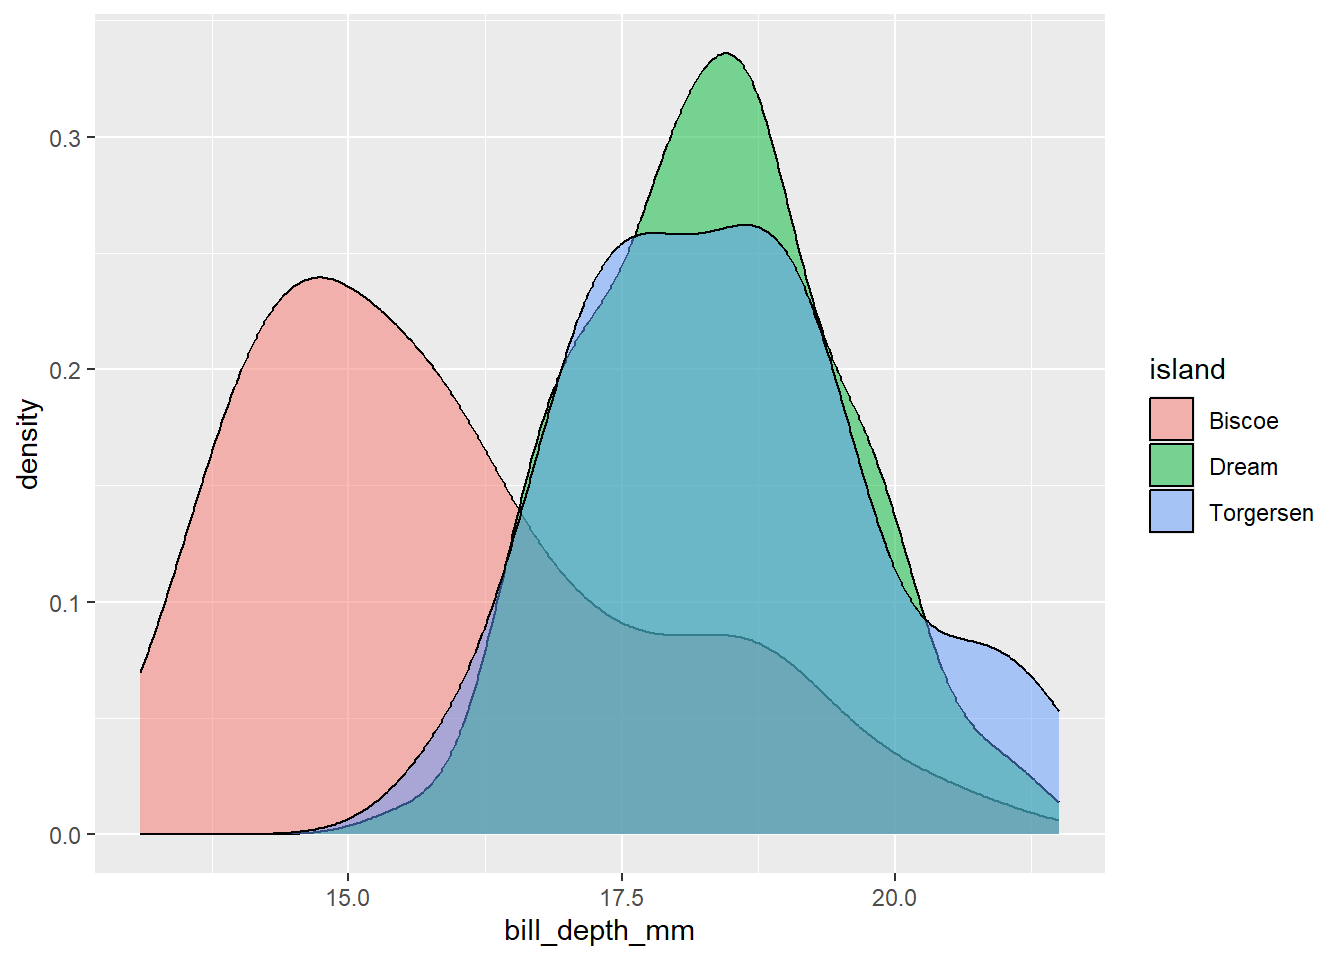 0.3
0.2
0.1
0.0
density
15.0
17.5
20.0
bill_depth_mm
island
Biscoe
Dream
Torgersen